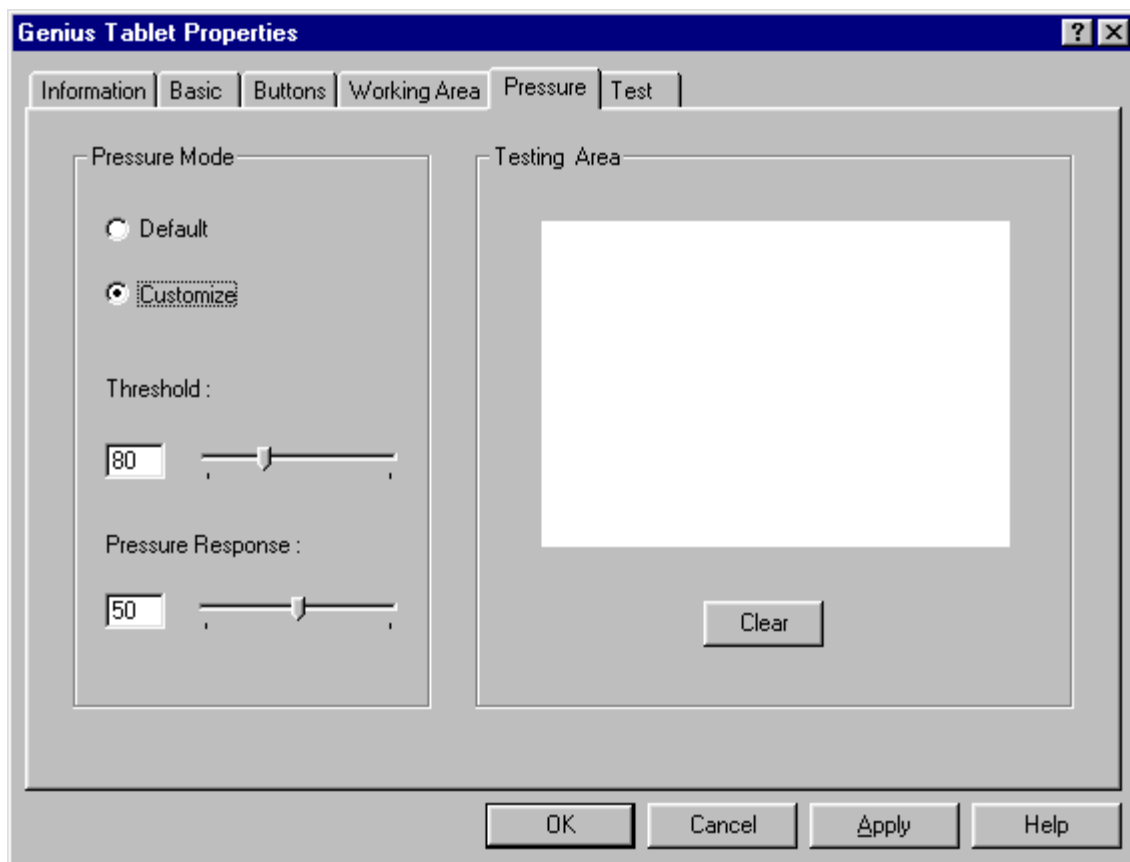 Genius Tablet Properties
Information Basic Buttons Working Area Pressure Test
Pressure Mode
Default
Customize
Threshold :
80
Pressure Response :
50
Testing Area
Clear
OK Cancel Apply Help